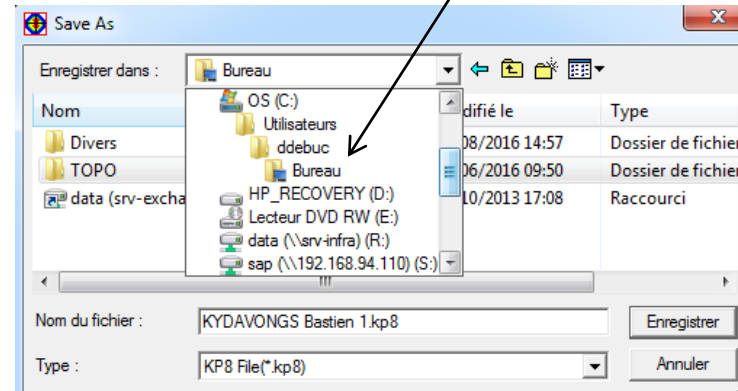 Save As
Enregistrer dans :
Bureau
Nom
difié le
Type
OS (C:)
Utilisateurs
ddebuc
Bureau
HP_RECOVERY (D:)
Lecteur DVD RW (E:)
data (\\srv-infra) (R:)
sap (\\192.168.94.110) (S:)
Divers
08/2016 14:57
Dossier de fichier
TOPO
06/2016 09:50
Dossier de fichier
data (srv-excha
10/2013 17:08
Raccourci
Nom du fichier :
KYDAVONGS Bastien 1.kp8
Enregistrer
Type :
KP8 File(*.kp8)
Annuler